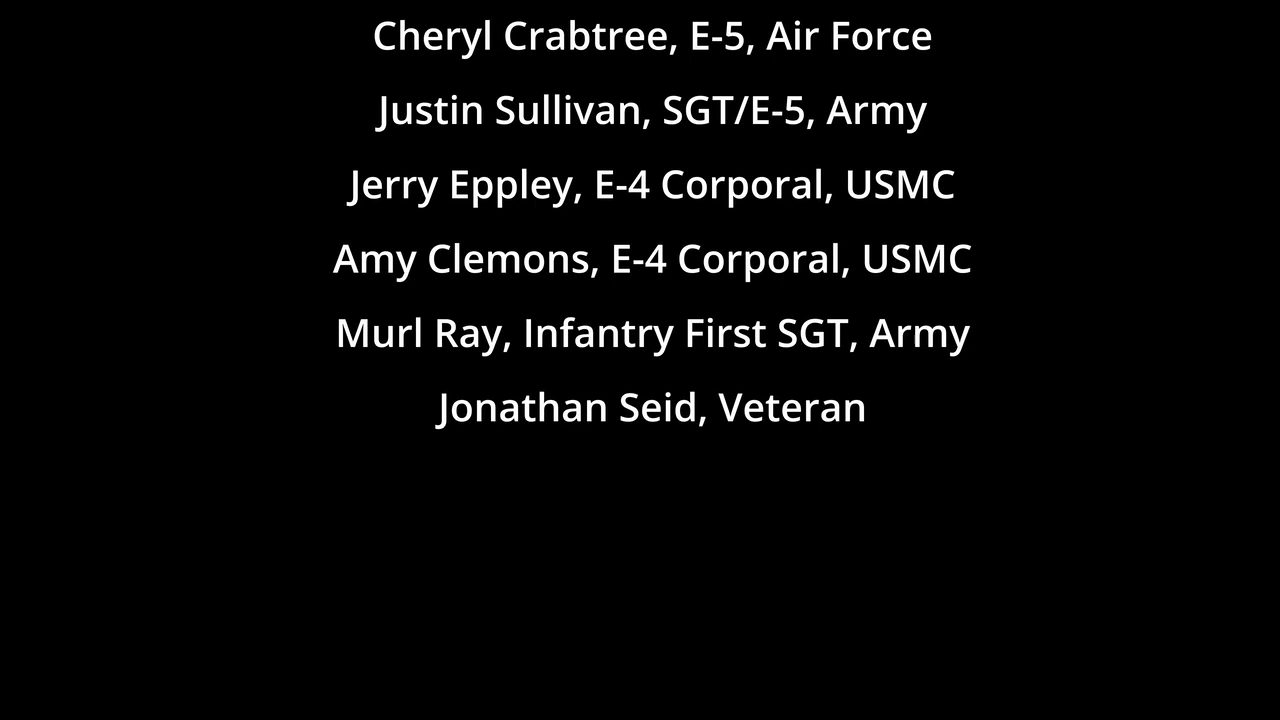 Cheryl Crabtree, E-5, Air Force
Justin Sullivan, SGT/E-5, Army
Jerry Eppley, E-4 Corporal, USMC
Amy Clemons, E-4 Corporal, USMC
Murl Ray, Infantry First SGT, Army
Jonathan Seid, Veteran